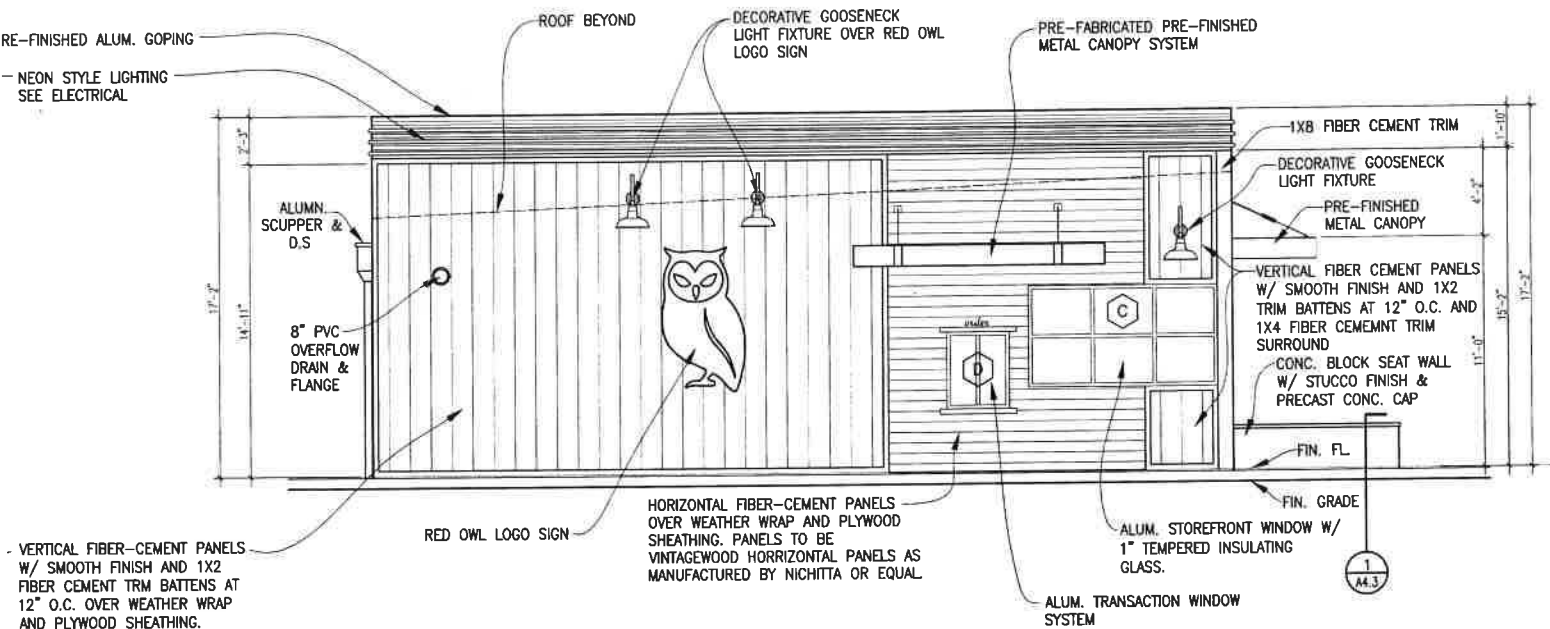 RE-FINISHED ALUM. GOPING
NEON STYLE LIGHTING
SEE ELECTRICAL
ROOF BEYOND
DECORATIVE GOOSENECK
LIGHT FIXTURE OVER RED OWL
LOGO SIGN
PRE-FABRICATED PRE-FINISHED
METAL CANOPY SYSTEM
1X8 FIBER CEMENT TRIM
DECORATIVE GOOSENECK
LIGHT FIXTURE
PRE-FINISHED
METAL CANOPY
VERTICAL FIBER CEMENT PANELS
W/ SMOOTH FINISH AND 1X2
TRIM BATTENS AT 12" O.C. AND
1X4 FIBER CEMEMNT TRIM
SURROUND
CONC. BLOCK SEAT WALL
W/ STUCCO FINISH &
PRECAST CONC. CAP
FIN. FL
FIN. GRADE
1
A4.3
17'-2"
2'-3"
14'-11"
ALUMN.
SCUPPER &
D.S
8" PVC
OVERFLOW
DRAIN &
FLANGE
order
C
D
1'-10"
4'-2"
11'-0"
15'-2"
17'-2"
VERTICAL FIBER-CEMENT PANELS
W/ SMOOTH FINISH AND 1X2
FIBER CEMENT TRM BATTENS AT
12" O.C. OVER WEATHER WRAP
AND PLYWOOD SHEATHING.
RED OWL LOGO SIGN
HORIZONTAL FIBER-CEMENT PANELS
OVER WEATHER WRAP AND PLYWOOD
SHEATHING. PANELS TO BE
VINTAGEWOOD HORRIZONTAL PANELS AS
MANUFACTURED BY NICHITTA OR EQUAL
ALUM. STOREFRONT WINDOW W/
1" TEMPERED INSULATING
GLASS.
ALUM. TRANSACTION WINDOW
SYSTEM